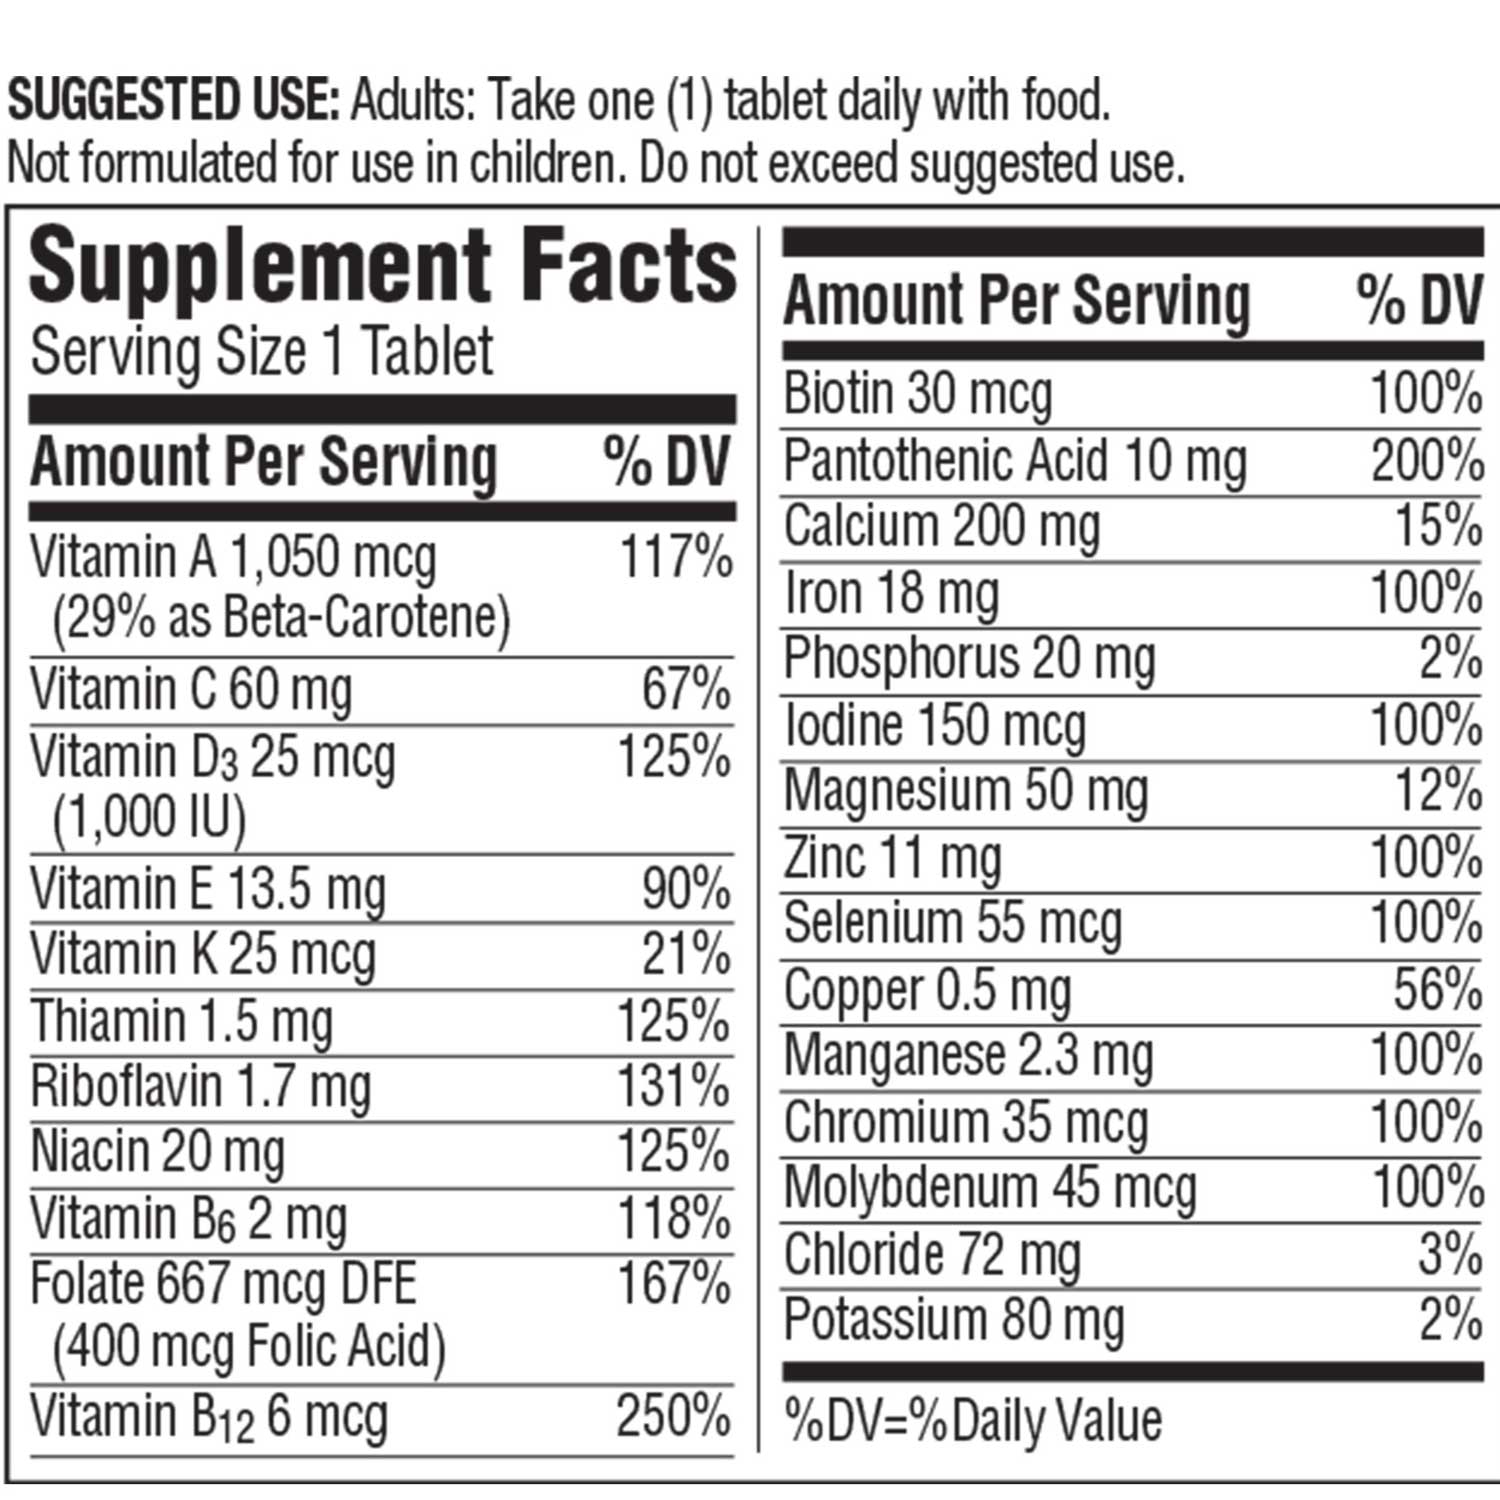 SUGGESTED USE: Adults: Take one (1) tablet daily with food.
Not formulated for use in children. Do not exceed suggested use.
Supplement Facts
Serving Size 1 Tablet
Amount Per Serving % DV
Vitamin A 1,050 mcg 117%
(29% as Beta-Carotene)
Vitamin C 60 mg 67%
Vitamin D3 25 mcg 125%
(1,000 IU)
Vitamin E 13.5 mg 90%
Vitamin K 25 mcg 21%
Thiamin 1.5 mg 125%
Riboflavin 1.7 mg 131%
Niacin 20 mg 125%
Vitamin B6 2 mg 118%
Folate 667 mcg DFE 167%
(400 mcg Folic Acid)
Vitamin B12 6 mcg 250%
Amount Per Serving % DV
Biotin 30 mcg 100%
Pantothenic Acid 10 mg 200%
Calcium 200 mg 15%
Iron 18 mg 100%
Phosphorus 20 mg 2%
Iodine 150 mcg 100%
Magnesium 50 mg 12%
Zinc 11 mg 100%
Selenium 55 mcg 100%
Copper 0.5 mg 56%
Manganese 2.3 mg 100%
Chromium 35 mcg 100%
Molybdenum 45 mcg 100%
Chloride 72 mg 3%
Potassium 80 mg 2%
%DV=%Daily Value